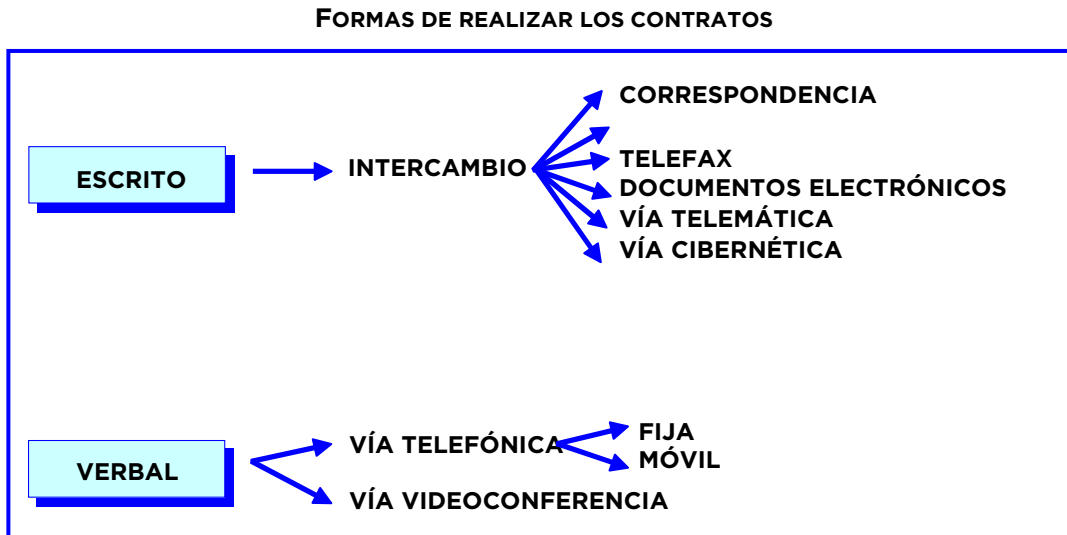 FORMAS DE REALIZAR LOS CONTRATOS
CORRESPONDENCIA
ESCRITO
INTERCAMBIO
TELEFAX
DOCUMENTOS ELECTRÓNICOS
VÍA TELEMÁTICA
VÍA CIBERNÉTICA
VERBAL
VÍA TELEFÓNICA
FIJA
MÓVIL
VÍA VIDEOCONFERENCIA